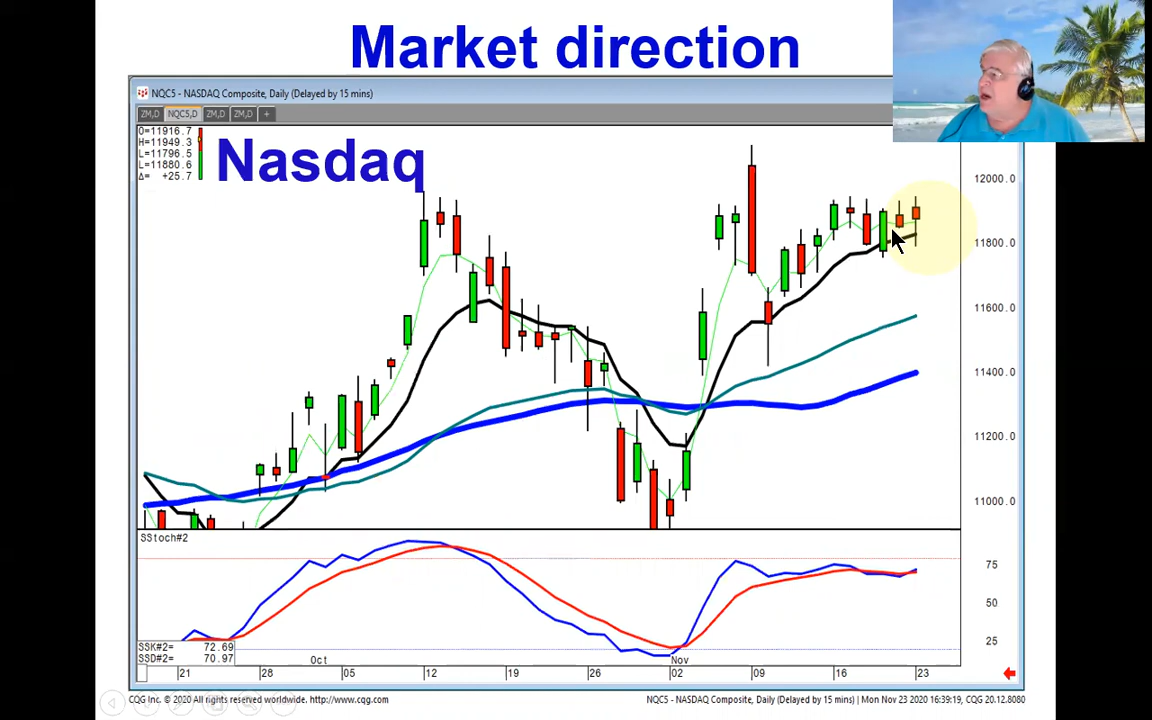 Market direction
NQC5 - NASDAQ Composite, Daily (Delayed by 15 mins)
ZM,D NQC5,D ZM,D ZM,D +
O=11916.7
H=11949.3
L=11796.5
L=11880.6
Δ= +25.7
Nasdaq
12000.0
11800.0
11600.0
11400.0
11200.0
11000.0
SStoch#2
75
50
25
SSK#2= 72.69
SSD#2= 70.97
Oct Nov
21 28 05 12 19 26 02 09 16 23
CQG Inc. © 2020 All rights reserved worldwide. http://www.cqg.com
NQC5 - NASDAQ Composite, Daily (Delayed by 15 mins) | Mon Nov 23 2020 16:39:19, CQG 20.12.8080